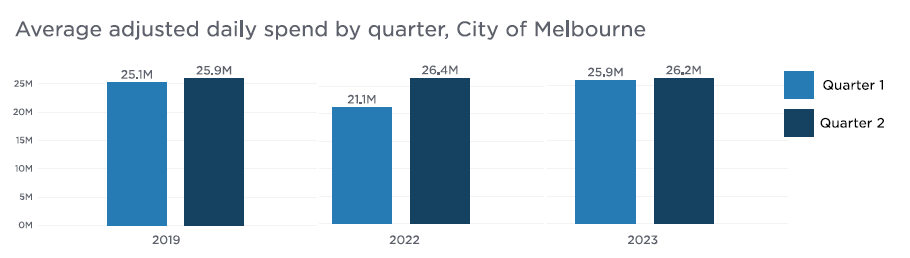 Average adjusted daily spend by quarter, City of Melbourne
25.1M
25.9M
21.1M
26.4M
25.9M
26.2M
25M
20M
15M
10M
5M
0M
Quarter 1
Quarter 2
2019
2022
2023